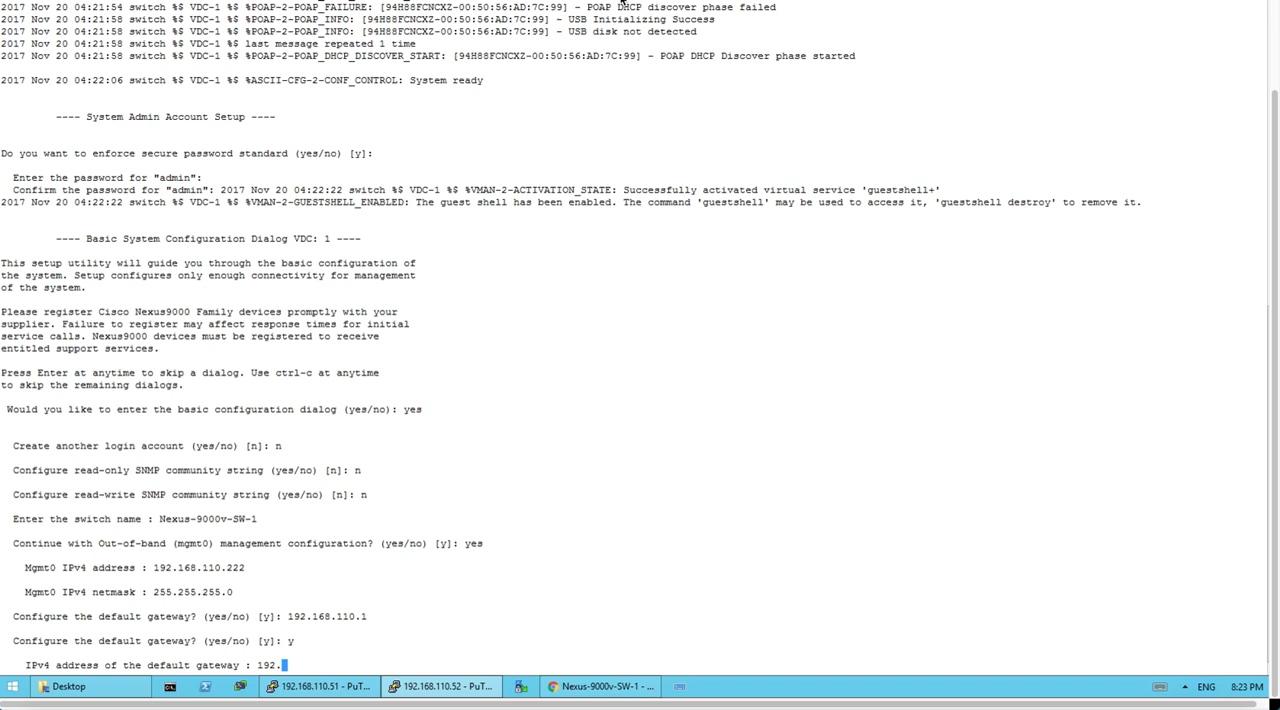 2017 Nov 20 04:21:54 switch %$ VDC-1 %$ %POAP-2-POAP_FAILURE: [94H88FCNCXZ-00:50:56:AD:7C:99] - POAP DHCP discover phase failed
2017 Nov 20 04:21:58 switch %$ VDC-1 %$ %POAP-2-POAP_INFO: [94H88FCNCXZ-00:50:56:AD:7C:99] - USB Initializing Success
2017 Nov 20 04:21:58 switch %$ VDC-1 %$ %POAP-2-POAP_INFO: [94H88FCNCXZ-00:50:56:AD:7C:99] - USB disk not detected
2017 Nov 20 04:21:58 switch %$ VDC-1 %$ last message repeated 1 time
2017 Nov 20 04:21:58 switch %$ VDC-1 %$ %POAP-2-POAP_DHCP_DISCOVER_START: [94H88FCNCXZ-00:50:56:AD:7C:99] - POAP DHCP Discover phase started
2017 Nov 20 04:22:06 switch %$ VDC-1 %$ %ASCII-CFG-2-CONF_CONTROL: System ready
---- System Admin Account Setup ----
Do you want to enforce secure password standard (yes/no) [y]:
Enter the password for "admin":
Confirm the password for "admin": 2017 Nov 20 04:22:22 switch %$ VDC-1 %$ %VMAN-2-ACTIVATION_STATE: Successfully activated virtual service 'guestshell+'
2017 Nov 20 04:22:22 switch %$ VDC-1 %$ %VMAN-2-GUESTSHELL_ENABLED: The guest shell has been enabled. The command 'guestshell' may be used to access it, 'guestshell destroy' to remove it.
---- Basic System Configuration Dialog VDC: 1 ----
This setup utility will guide you through the basic configuration of
the system. Setup configures only enough connectivity for management
of the system.
Please register Cisco Nexus9000 Family devices promptly with your
supplier. Failure to register may affect response times for initial
service calls. Nexus9000 devices must be registered to receive
entitled support services.
Press Enter at anytime to skip a dialog. Use ctrl-c at anytime
to skip the remaining dialogs.
Would you like to enter the basic configuration dialog (yes/no): yes
Create another login account (yes/no) [n]: n
Configure read-only SNMP community string (yes/no) [n]: n
Configure read-write SNMP community string (yes/no) [n]: n
Enter the switch name : Nexus-9000v-SW-1
Continue with Out-of-band (mgmt0) management configuration? (yes/no) [y]: yes
Mgmt0 IPv4 address : 192.168.110.222
Mgmt0 IPv4 netmask : 255.255.255.0
Configure the default gateway? (yes/no) [y]: 192.168.110.1
Configure the default gateway? (yes/no) [y]: y
IPv4 address of the default gateway : 192.
Desktop 192.168.110.51 - PuT... 192.168.110.52 - PuT... Nexus-9000v-SW-1 - ... ENG 8:23 PM